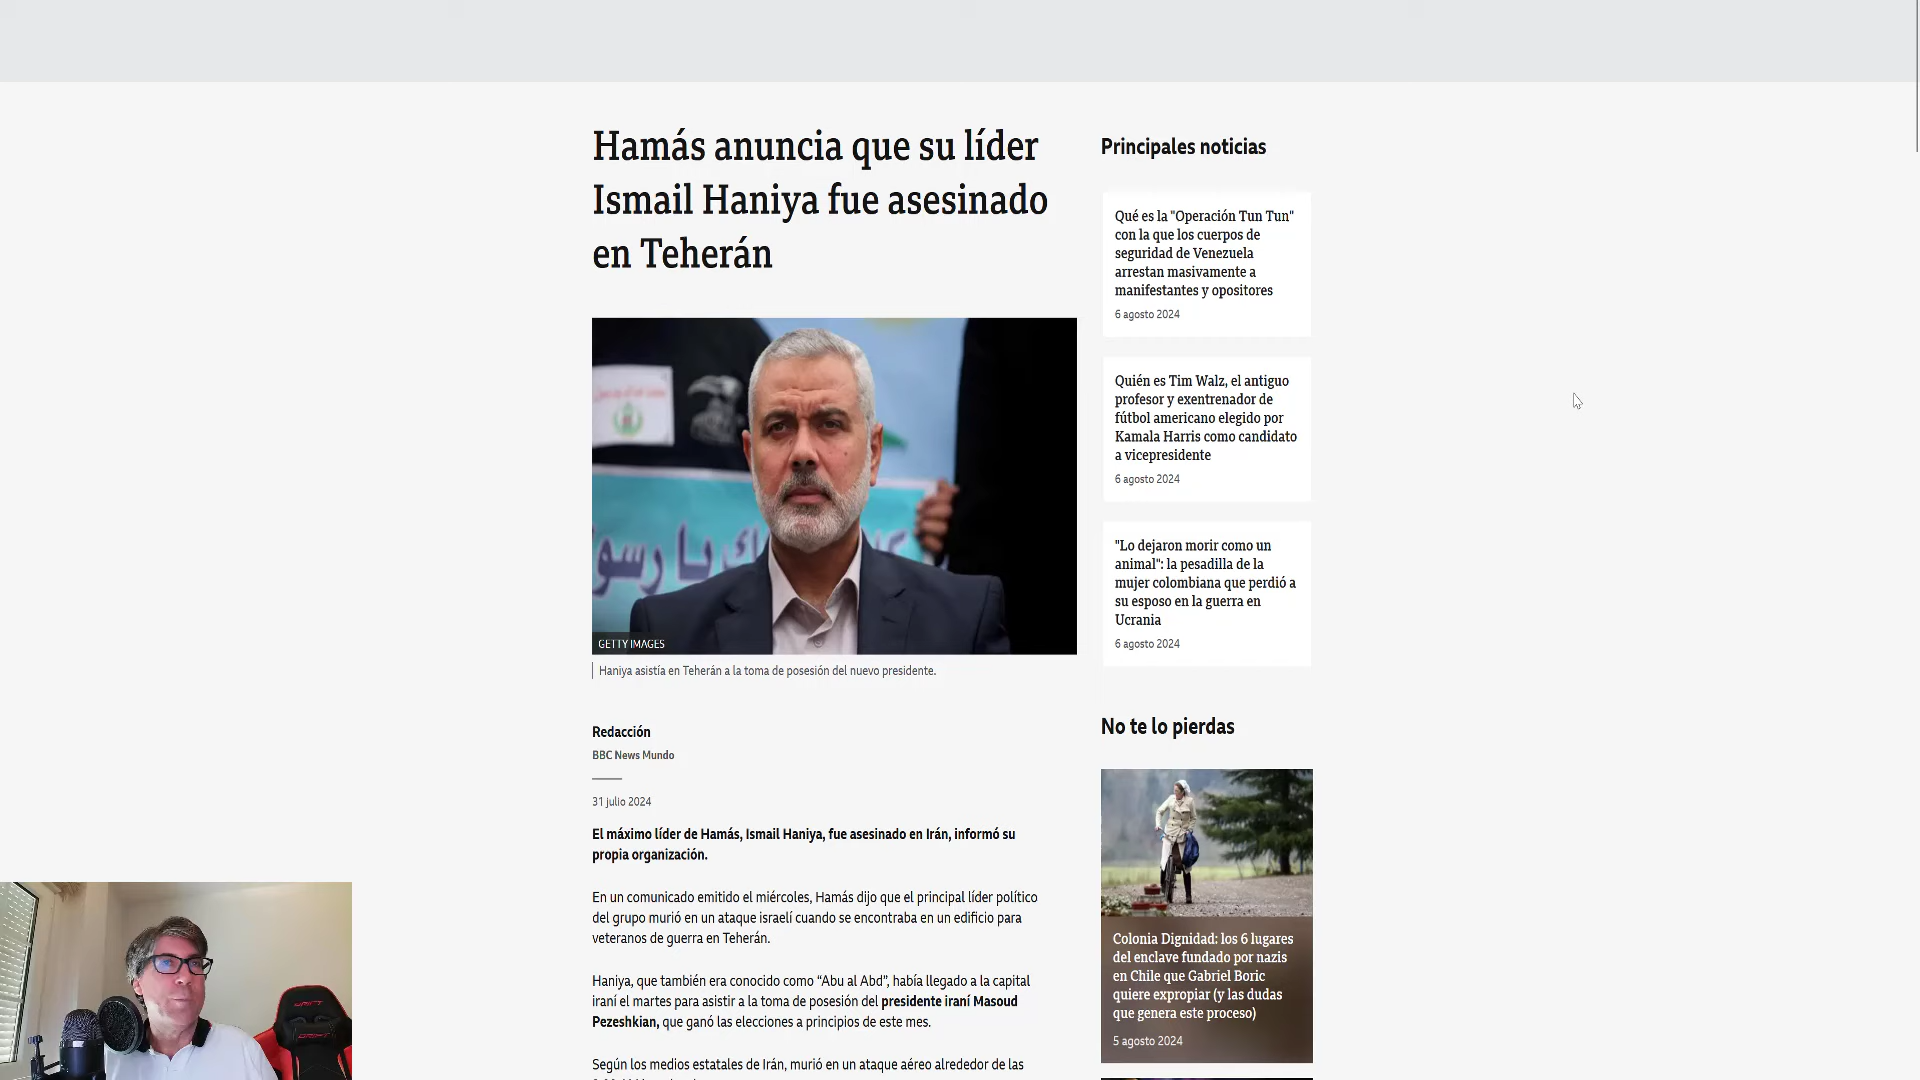 Hamás anuncia que su líder
Ismail Haniya fue asesinado
en Teherán
GETTY IMAGES
Haniya asistía en Teherán a la toma de posesión del nuevo presidente.
Redacción
BBC News Mundo
31 julio 2024
El máximo líder de Hamás, Ismail Haniya, fue asesinado en Irán, informó su
propia organización.
En un comunicado emitido el miércoles, Hamás dijo que el principal líder político
del grupo murió en un ataque israelí cuando se encontraba en un edificio para
veteranos de guerra en Teherán.
Haniya, que también era conocido como “Abu al Abd”, había llegado a la capital
iraní el martes para asistir a la toma de posesión del presidente iraní Masoud
Pezeshkian, que ganó las elecciones a principios de este mes.
Según los medios estatales de Irán, murió en un ataque aéreo alrededor de las
Principales noticias
Qué es la "Operación Tun Tun"
con la que los cuerpos de
seguridad de Venezuela
arrestan masivamente a
manifestantes y opositores
6 agosto 2024
Quién es Tim Walz, el antiguo
profesor y exentrenador de
fútbol americano elegido por
Kamala Harris como candidato
a vicepresidente
6 agosto 2024
"Lo dejaron morir como un
animal": la pesadilla de la
mujer colombiana que perdió a
su esposo en la guerra en
Ucrania
6 agosto 2024
No te lo pierdas
Colonia Dignidad: los 6 lugares
del enclave fundado por nazis
en Chile que Gabriel Boric
quiere expropiar (y las dudas
que genera este proceso)
5 agosto 2024